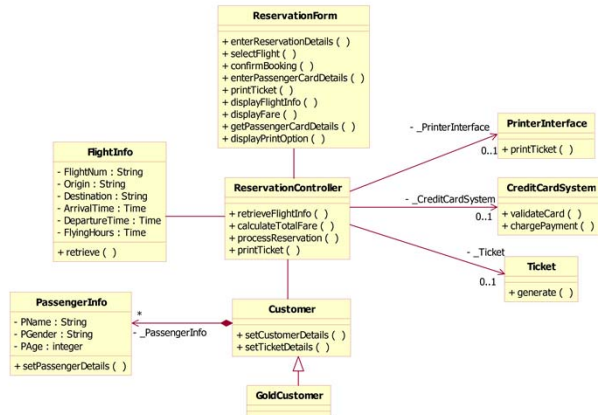 ReservationForm
+ enterReservationDetails ( )
+ selectFlight ( )
+ confirmBooking ( )
+ enterPassengerCardDetails ( )
+ printTicket ( )
+ displayFlightInfo ( )
+ displayFare ( )
+ getPassengerCardDetails ( )
+ displayPrintOption ( )
FlightInfo
- FlightNum : String
- Origin : String
- Destination : String
- ArrivalTime : Time
- DepartureTime : Time
- FlyingHours : Time
+ retrieve ( )
ReservationController
+ retrieveFlightInfo ( )
+ calculateTotalFare ( )
+ processReservation ( )
+ printTicket ( )
- _PrinterInterface
0..1
PrinterInterface
+ printTicket ( )
- _CreditCardSystem
0..1
CreditCardSystem
+ validateCard ( )
+ chargePayment ( )
- _Ticket
0..1
Ticket
+ generate ( )
PassengerInfo
- PName : String
- PGender : String
- PAge : integer
+ setPassengerDetails ( )
*
- _PassengerInfo
Customer
+ setCustomerDetails ( )
+ setTicketDetails ( )
GoldCustomer